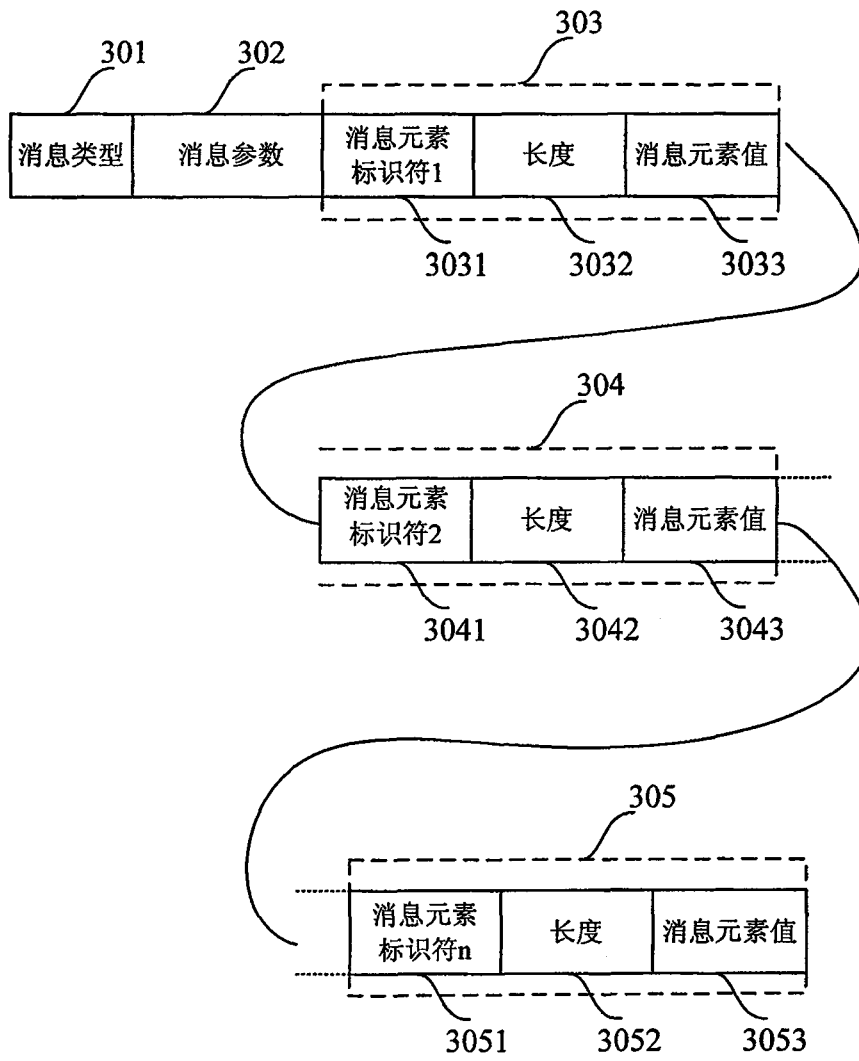 301
302
303
消息类型
消息参数
消息元素
标识符1
长度
消息元素值
3031
3032
3033
304
消息元素
标识符2
长度
消息元素值
3041
3042
3043
305
消息元素
标识符n
长度
消息元素值
3051
3052
3053